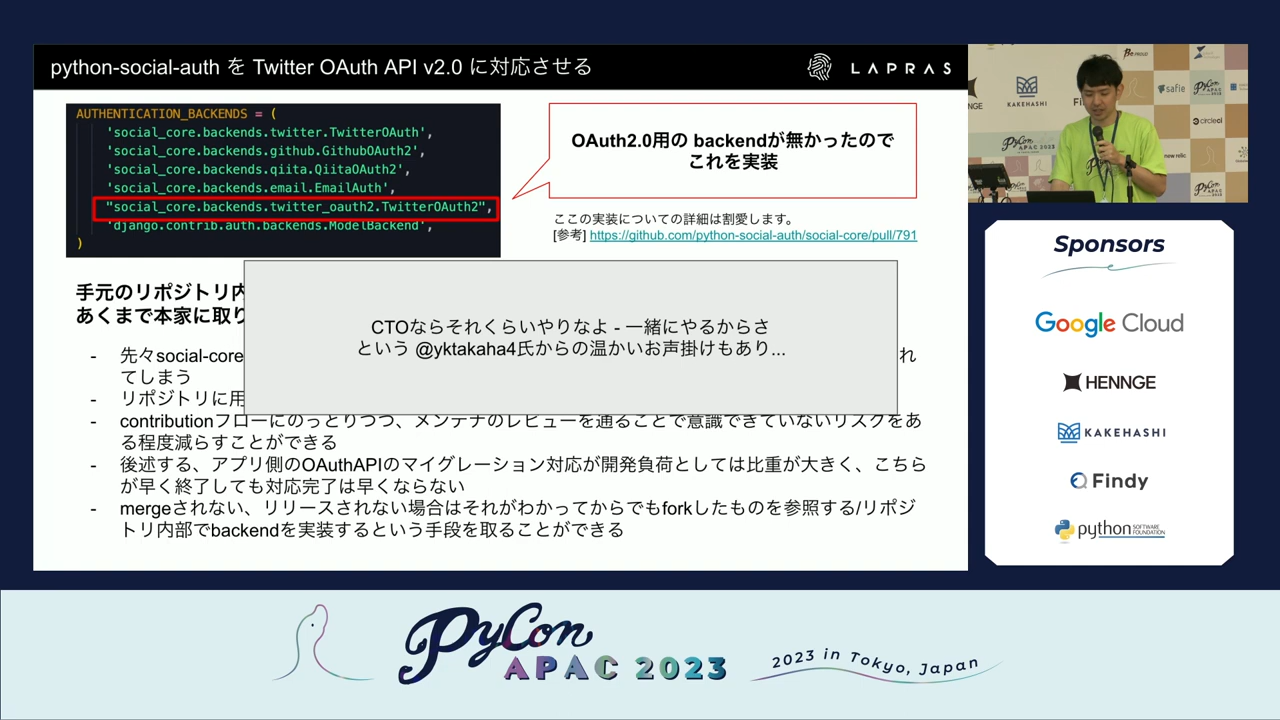 python-social-auth を Twitter OAuth API v2.0 に対応させる
LAPRAS
AUTHENTICATION_BACKENDS = (
'social_core.backends.twitter.TwitterOAuth',
'social_core.backends.github.GithubOAuth2',
'social_core.backends.qiita.QiitaOAuth2',
'social_core.backends.email.EmailAuth',
"social_core.backends.twitter_oauth2.TwitterOAuth2",
'django.contrib.auth.backends.ModelBackend',
)
OAuth2.0用の backendが無かったので
これを実装
ここの実装についての詳細は割愛します。
[参考] https://github.com/python-social-auth/social-core/pull/791
手元のリポジトリ内
あくまで本家に取り
CTOならそれくらいやりなよ - 一緒にやるからさ
という @yktakaha4氏からの温かいお声掛けもあり...
- 先々social-core れ
てしまう
- リポジトリに用
- contributionフローにのっとりつつ、メンテナのレビューを通ることで意識できていないリスクをあ
る程度減らすことができる
- 後述する、アプリ側のOAuthAPIのマイグレーション対応が開発負荷としては比重が大きく、こちら
が早く終了しても対応完了は早くならない
- mergeされない、リリースされない場合はそれがわかってからでもforkしたものを参照する/リポジ
トリ内部でbackendを実装するという手段を取ることができる
BePROUD
KAKEHASHI
safie
PyCon
APAC 2023
circleci
new relic
Sponsors
Google Cloud
HENNGE
KAKEHASHI
Findy
python SOFTWARE FOUNDATION
PyCon
APAC 2023
2023 in Tokyo, Japan